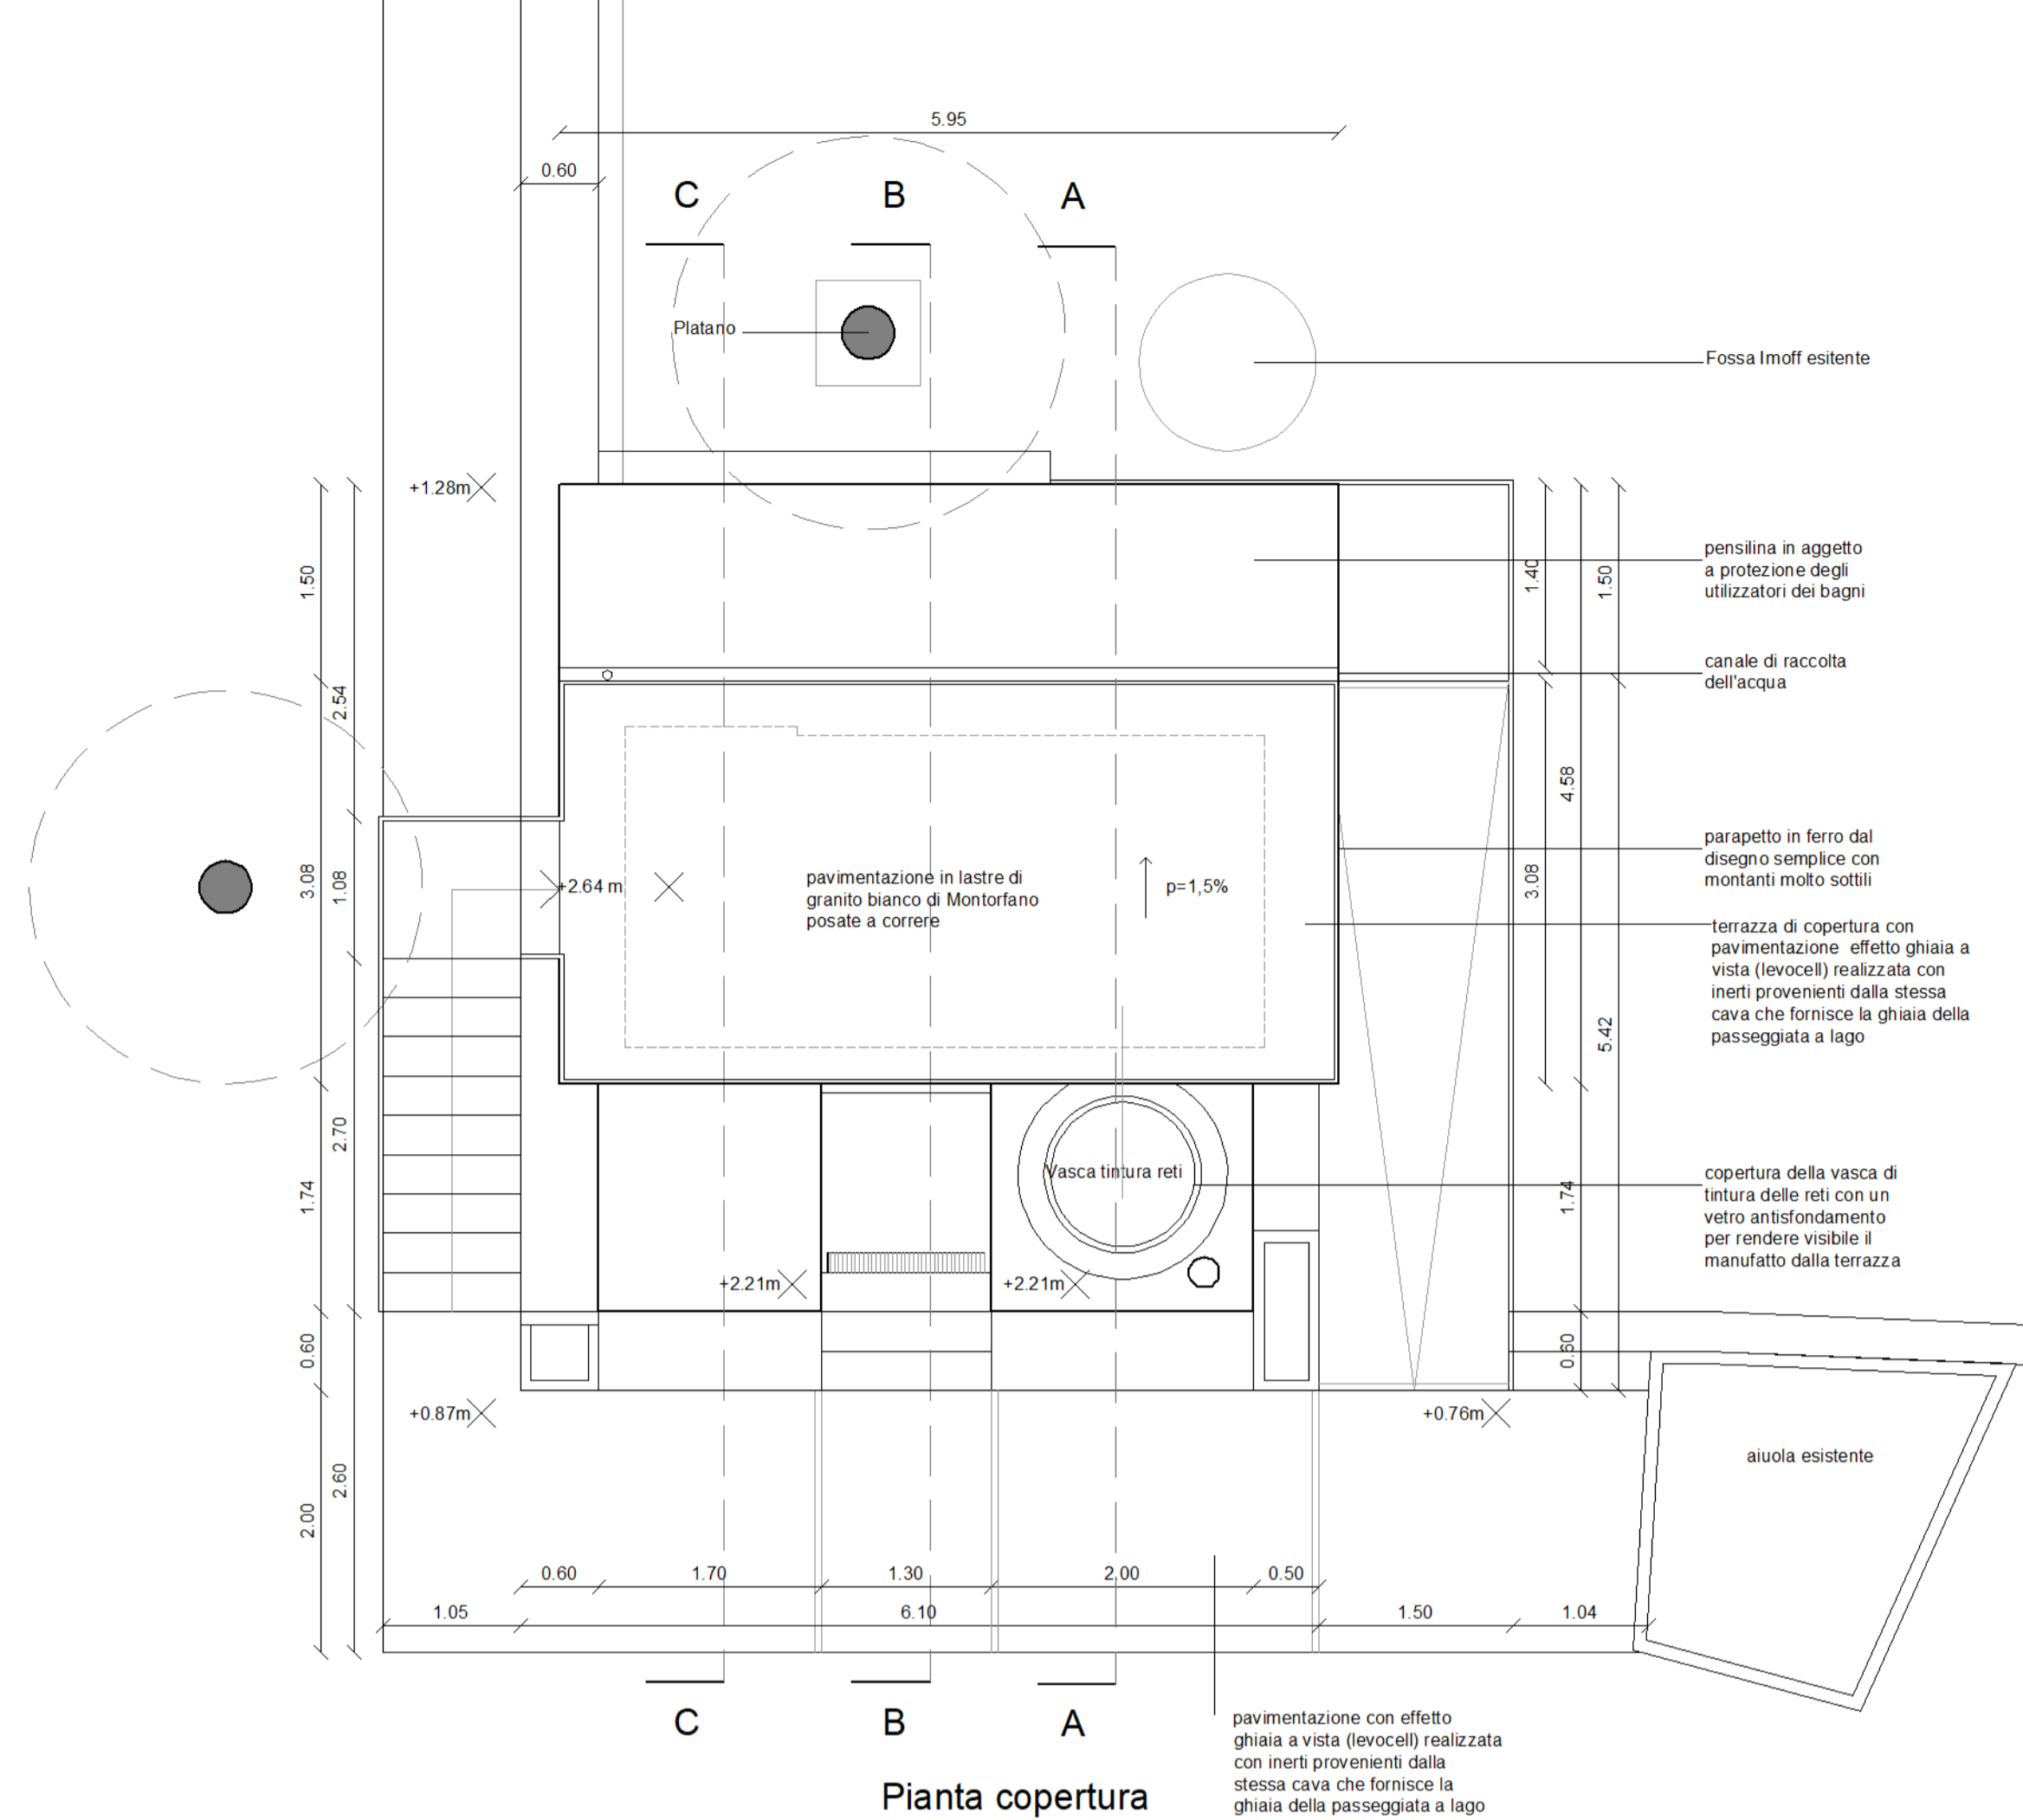 5.95
0.60
C
B
A
Platano
Fossa Imoff esitente
+1.28m
pensilina in aggetto
a protezione degli
utilizzatori dei bagni
1.50
1.40
1.50
canale di raccolta
dell'acqua
2.54
4.58
parapetto in ferro dal
disegno semplice con
montanti molto sottili
3.08
1.08
+2.64 m
pavimentazione in lastre di
granito bianco di Montorfano
posate a correre
p=1,5%
3.08
terrazza di copertura con
pavimentazione effetto ghiaia a
vista (levocell) realizzata con
inerti provenienti dalla stessa
cava che fornisce la ghiaia della
passeggiata a lago
5.42
2.70
1.74
Vasca tintura reti
1.74
copertura della vasca di
tintura delle reti con un
vetro antisfondamento
per rendere visibile il
manufatto dalla terrazza
+2.21m
+2.21m
0.60
0.60
+0.87m
+0.76m
aiuola esistente
2.60
2.00
0.60
1.70
1.30
2.00
0.50
1.05
6.10
1.50
1.04
C
B
A
pavimentazione con effetto
ghiaia a vista (levocell) realizzata
con inerti provenienti dalla
stessa cava che fornisce la
ghiaia della passeggiata a lago
Pianta copertura